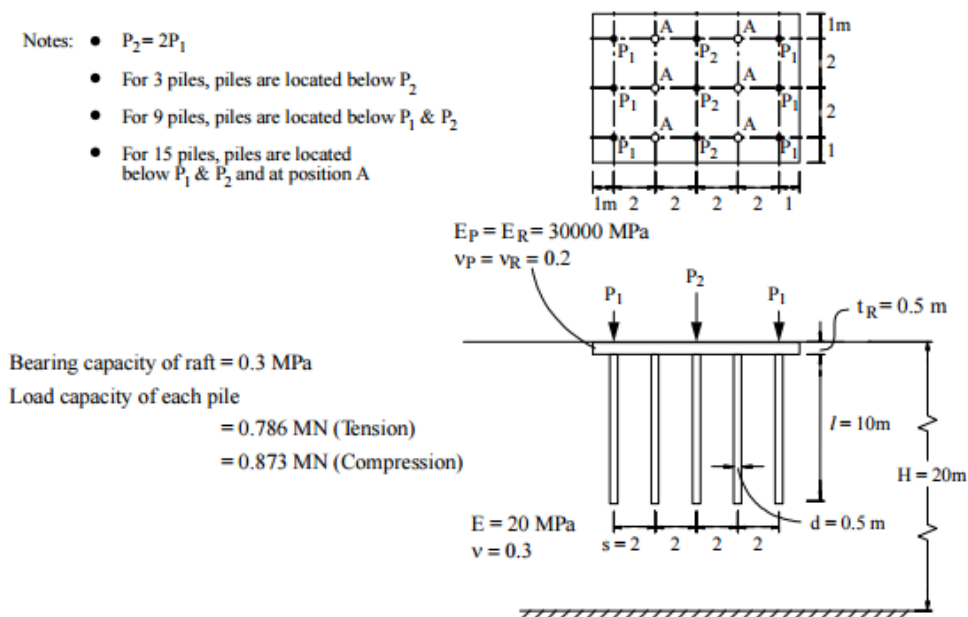 Notes: • P2= 2P1
• For 3 piles, piles are located below P2
• For 9 piles, piles are located below P1 & P2
• For 15 piles, piles are located
below P1 & P2 and at position A
A A 1m
P1 P2 P1 2
A A
P1 P2 P1 2
A A
P1 P2 P1 1
1m 2 2 2 2 1
EP = ER= 30000 MPa
νP = νR = 0.2
P1 P2 P1
tR = 0.5 m
Bearing capacity of raft = 0.3 MPa
Load capacity of each pile
= 0.786 MN (Tension)
= 0.873 MN (Compression)
l = 10m
H = 20m
E = 20 MPa
ν = 0.3
s = 2 2 2 2
d = 0.5 m